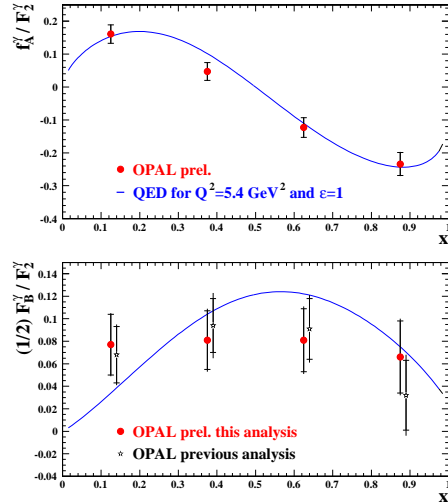 f_A^γ / F_2^γ
0.2
0.1
0
-0.1
-0.2
-0.3
-0.4
OPAL prel.
QED for Q²=5.4 GeV² and ε=1
0 0.1 0.2 0.3 0.4 0.5 0.6 0.7 0.8 0.9 1
x
(1/2) F_B^γ / F_2^γ
0.14
0.12
0.1
0.08
0.06
0.04
0.02
0
-0.02
-0.04
OPAL prel. this analysis
OPAL previous analysis
0 0.1 0.2 0.3 0.4 0.5 0.6 0.7 0.8 0.9 1
x